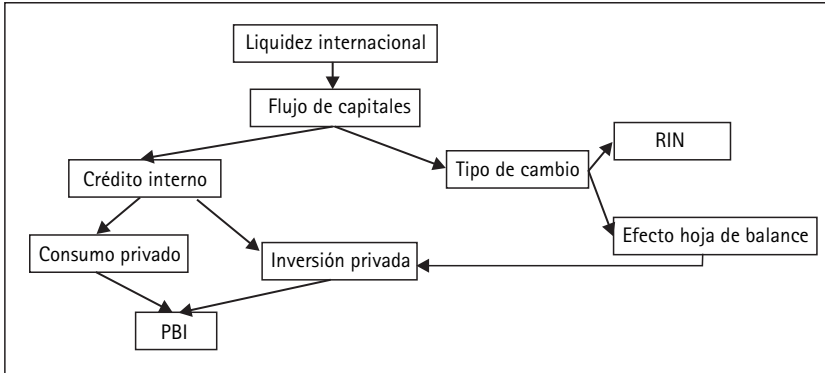 Liquidez internacional
Flujo de capitales
RIN
Tipo de cambio
Crédito interno
Efecto hoja de balance
Consumo privado
Inversión privada
PBI